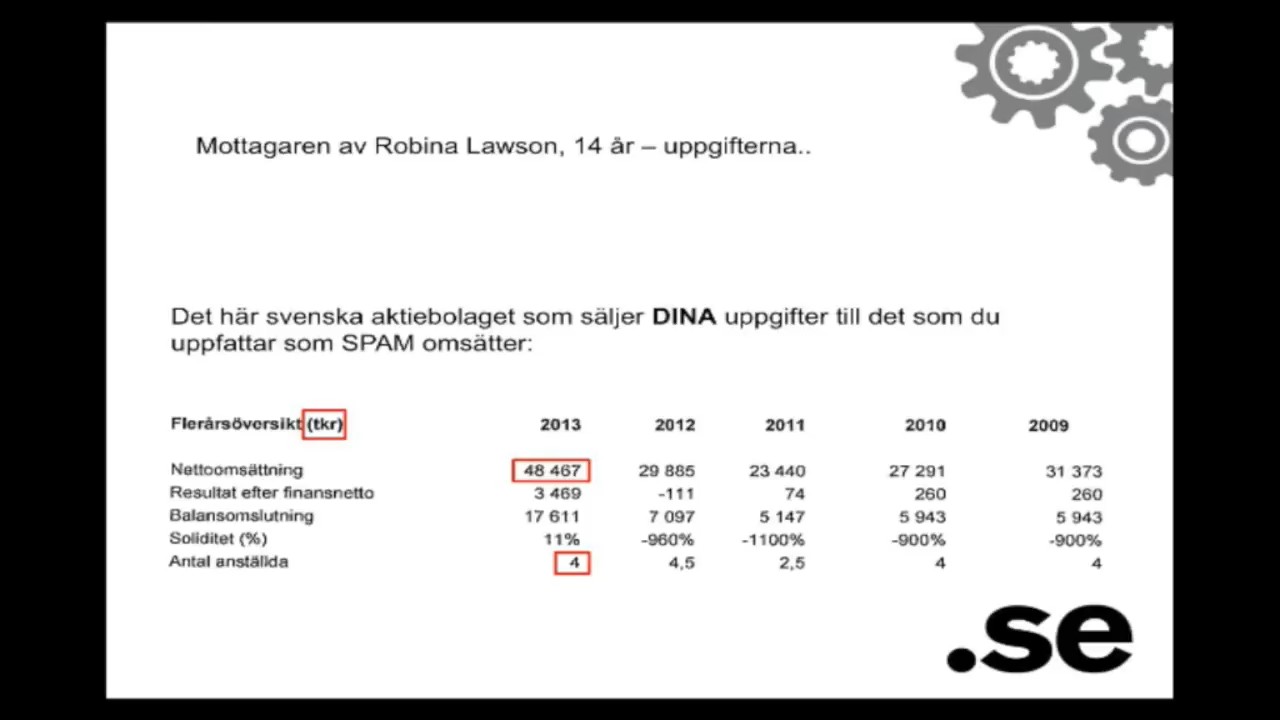 Mottagaren av Robina Lawson, 14 år – uppgifterna..
Det här svenska aktiebolaget som säljer DINA uppgifter till det som du
uppfattar som SPAM omsätter:
Flerårsöversikt (tkr) 2013 2012 2011 2010 2009
Nettoomsättning 48 467 29 885 23 440 27 291 31 373
Resultat efter finansnetto 3 469 -111 74 260 260
Balansomslutning 17 611 7 097 5 147 5 943 5 943
Soliditet (%) 11% -960% -1100% -900% -900%
Antal anställda 4 4,5 2,5 4 4
.se